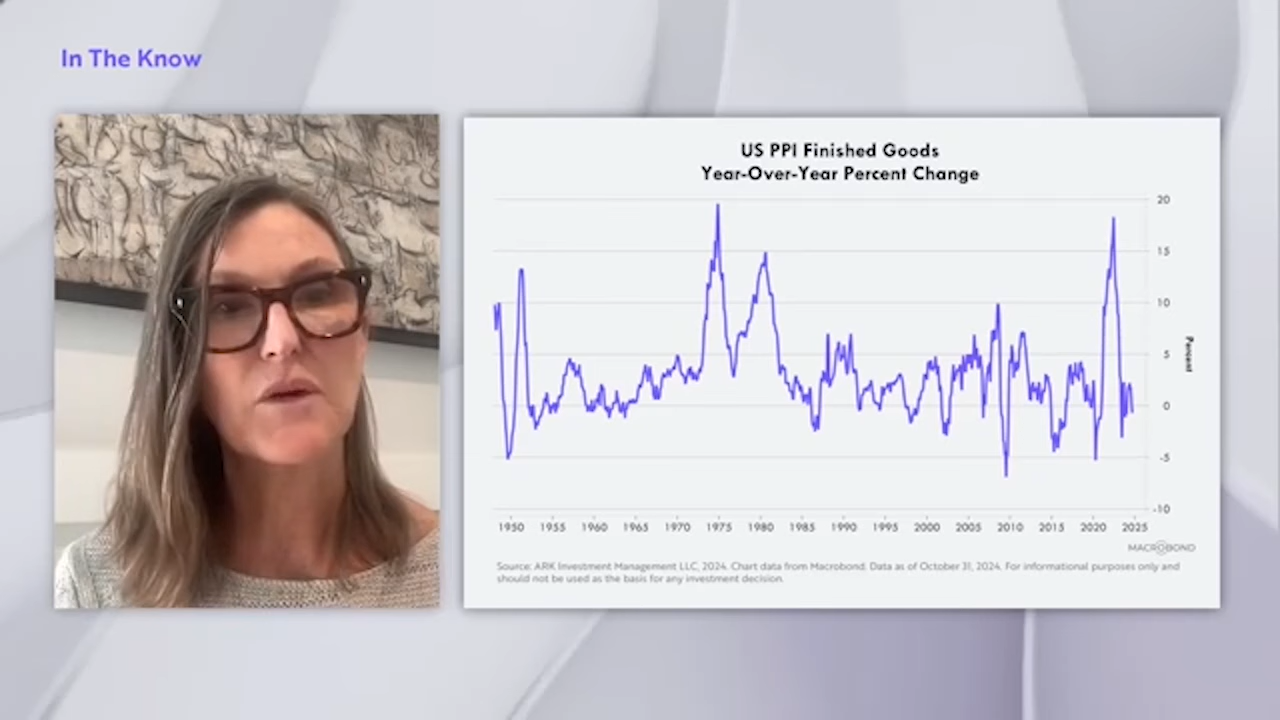 In The Know
US PPI Finished Goods
Year-Over-Year Percent Change
20
15
10
5
0
-5
-10
Percent
1950 1955 1960 1965 1970 1975 1980 1985 1990 1995 2000 2005 2010 2015 2020 2025
MACROBOND
Source: ARK Investment Management LLC, 2024. Chart data from Macrobond. Data as of October 31, 2024. For informational purposes only and
should not be used as the basis for any investment decision.